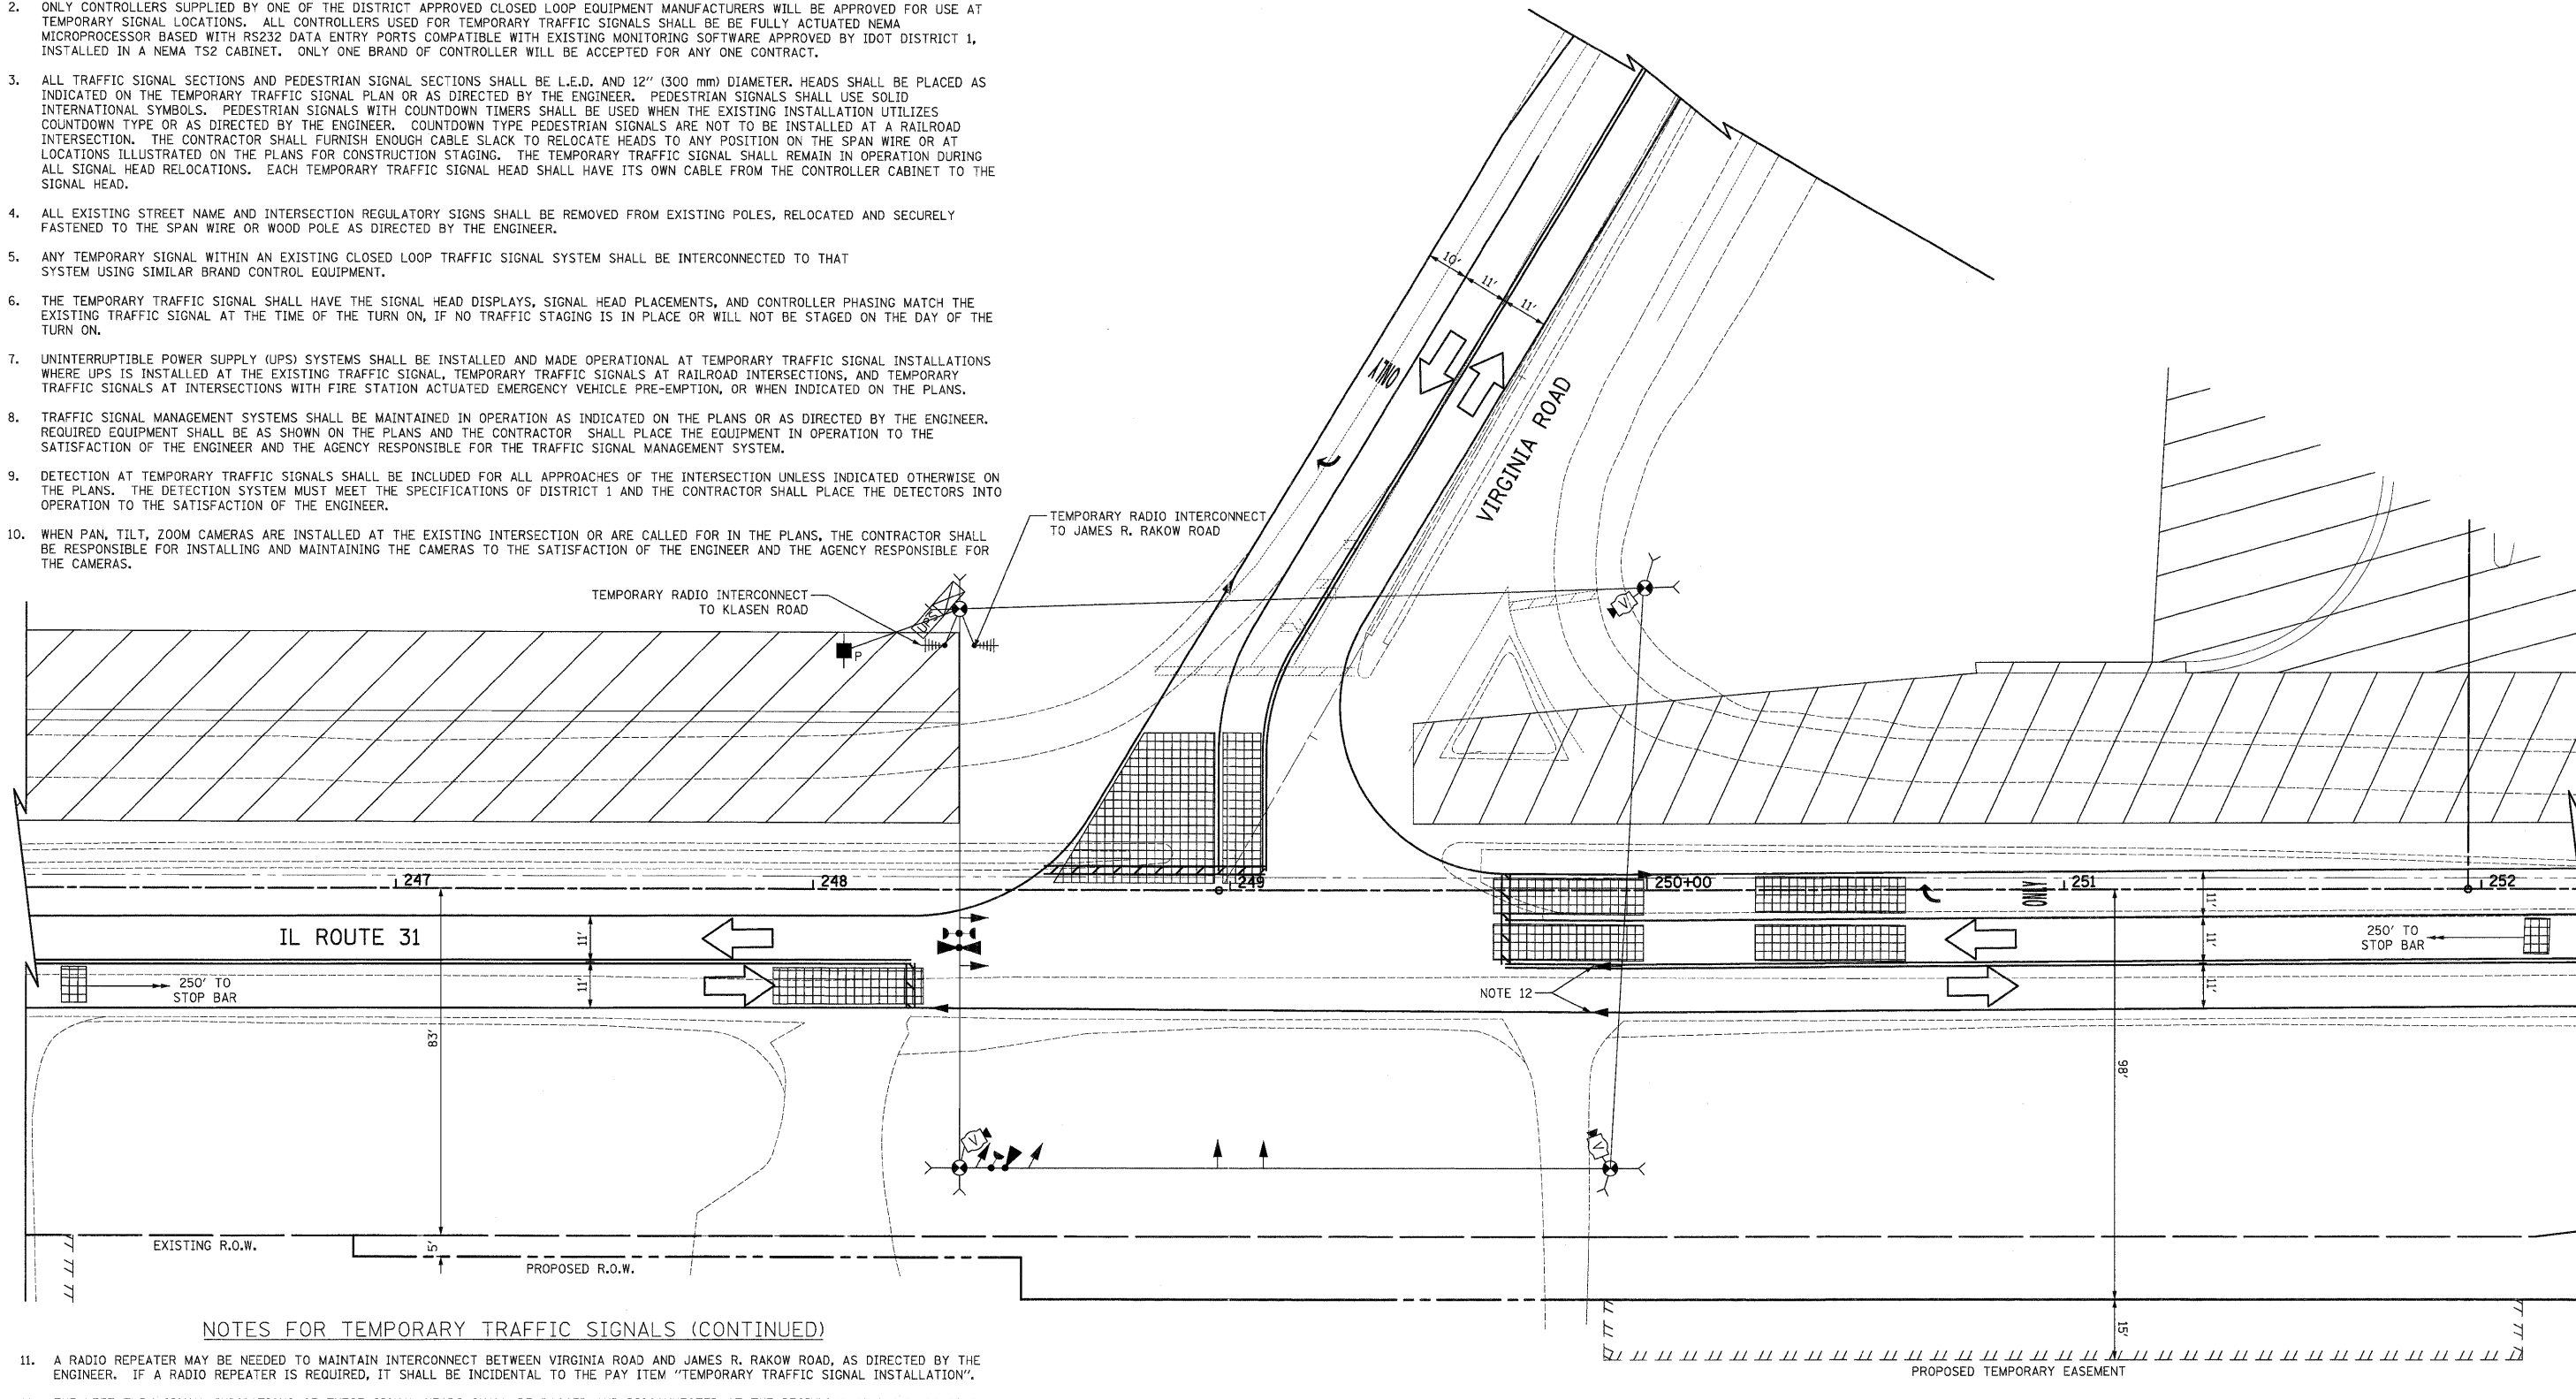 2. ONLY CONTROLLERS SUPPLIED BY ONE OF THE DISTRICT APPROVED CLOSED LOOP EQUIPMENT MANUFACTURERS WILL BE APPROVED FOR USE AT
TEMPORARY SIGNAL LOCATIONS. ALL CONTROLLERS USED FOR TEMPORARY TRAFFIC SIGNALS SHALL BE BE FULLY ACTUATED NEMA
MICROPROCESSOR BASED WITH RS232 DATA ENTRY PORTS COMPATIBLE WITH EXISTING MONITORING SOFTWARE APPROVED BY IDOT DISTRICT 1,
INSTALLED IN A NEMA TS2 CABINET. ONLY ONE BRAND OF CONTROLLER WILL BE ACCEPTED FOR ANY ONE CONTRACT.
3. ALL TRAFFIC SIGNAL SECTIONS AND PEDESTRIAN SIGNAL SECTIONS SHALL BE L.E.D. AND 12" (300 mm) DIAMETER. HEADS SHALL BE PLACED AS
INDICATED ON THE TEMPORARY TRAFFIC SIGNAL PLAN OR AS DIRECTED BY THE ENGINEER. PEDESTRIAN SIGNALS SHALL USE SOLID
INTERNATIONAL SYMBOLS. PEDESTRIAN SIGNALS WITH COUNTDOWN TIMERS SHALL BE USED WHEN THE EXISTING INSTALLATION UTILIZES
COUNTDOWN TYPE OR AS DIRECTED BY THE ENGINEER. COUNTDOWN TYPE PEDESTRIAN SIGNALS ARE NOT TO BE INSTALLED AT A RAILROAD
INTERSECTION. THE CONTRACTOR SHALL FURNISH ENOUGH CABLE SLACK TO RELOCATE HEADS TO ANY POSITION ON THE SPAN WIRE OR AT
LOCATIONS ILLUSTRATED ON THE PLANS FOR CONSTRUCTION STAGING. THE TEMPORARY TRAFFIC SIGNAL SHALL REMAIN IN OPERATION DURING
ALL SIGNAL HEAD RELOCATIONS. EACH TEMPORARY TRAFFIC SIGNAL HEAD SHALL HAVE ITS OWN CABLE FROM THE CONTROLLER CABINET TO THE
SIGNAL HEAD.
4. ALL EXISTING STREET NAME AND INTERSECTION REGULATORY SIGNS SHALL BE REMOVED FROM EXISTING POLES, RELOCATED AND SECURELY
FASTENED TO THE SPAN WIRE OR WOOD POLE AS DIRECTED BY THE ENGINEER.
5. ANY TEMPORARY SIGNAL WITHIN AN EXISTING CLOSED LOOP TRAFFIC SIGNAL SYSTEM SHALL BE INTERCONNECTED TO THAT
SYSTEM USING SIMILAR BRAND CONTROL EQUIPMENT.
6. THE TEMPORARY TRAFFIC SIGNAL SHALL HAVE THE SIGNAL HEAD DISPLAYS, SIGNAL HEAD PLACEMENTS, AND CONTROLLER PHASING MATCH THE
EXISTING TRAFFIC SIGNAL AT THE TIME OF THE TURN ON, IF NO TRAFFIC STAGING IS IN PLACE OR WILL NOT BE STAGED ON THE DAY OF THE
TURN ON.
7. UNINTERRUPTIBLE POWER SUPPLY (UPS) SYSTEMS SHALL BE INSTALLED AND MADE OPERATIONAL AT TEMPORARY TRAFFIC SIGNAL INSTALLATIONS
WHERE UPS IS INSTALLED AT THE EXISTING TRAFFIC SIGNAL, TEMPORARY TRAFFIC SIGNALS AT RAILROAD INTERSECTIONS, AND TEMPORARY
TRAFFIC SIGNALS AT INTERSECTIONS WITH FIRE STATION ACTUATED EMERGENCY VEHICLE PRE-EMPTION, OR WHEN INDICATED ON THE PLANS.
8. TRAFFIC SIGNAL MANAGEMENT SYSTEMS SHALL BE MAINTAINED IN OPERATION AS INDICATED ON THE PLANS OR AS DIRECTED BY THE ENGINEER.
REQUIRED EQUIPMENT SHALL BE AS SHOWN ON THE PLANS AND THE CONTRACTOR SHALL PLACE THE EQUIPMENT IN OPERATION TO THE
SATISFACTION OF THE ENGINEER AND THE AGENCY RESPONSIBLE FOR THE TRAFFIC SIGNAL MANAGEMENT SYSTEM.
9. DETECTION AT TEMPORARY TRAFFIC SIGNALS SHALL BE INCLUDED FOR ALL APPROACHES OF THE INTERSECTION UNLESS INDICATED OTHERWISE ON
THE PLANS. THE DETECTION SYSTEM MUST MEET THE SPECIFICATIONS OF DISTRICT 1 AND THE CONTRACTOR SHALL PLACE THE DETECTORS INTO
OPERATION TO THE SATISFACTION OF THE ENGINEER.
10. WHEN PAN, TILT, ZOOM CAMERAS ARE INSTALLED AT THE EXISTING INTERSECTION OR ARE CALLED FOR IN THE PLANS, THE CONTRACTOR SHALL
BE RESPONSIBLE FOR INSTALLING AND MAINTAINING THE CAMERAS TO THE SATISFACTION OF THE ENGINEER AND THE AGENCY RESPONSIBLE FOR
THE CAMERAS.
10'
11'
11'
ONLY
VIRGINIA ROAD
TEMPORARY RADIO INTERCONNECT
TO JAMES R. RAKOW ROAD
TEMPORARY RADIO INTERCONNECT
TO KLASEN ROAD
UPS
P
V
247
248
249
250+00
251
252
ONLY
IL ROUTE 31
11'
11'
11'
11'
11'
250' TO
STOP BAR
250' TO
STOP BAR
NOTE 12
83'
98'
V
V
EXISTING R.O.W.
5'
PROPOSED R.O.W.
15'
PROPOSED TEMPORARY EASEMENT
NOTES FOR TEMPORARY TRAFFIC SIGNALS (CONTINUED)
11. A RADIO REPEATER MAY BE NEEDED TO MAINTAIN INTERCONNECT BETWEEN VIRGINIA ROAD AND JAMES R. RAKOW ROAD, AS DIRECTED BY THE
ENGINEER. IF A RADIO REPEATER IS REQUIRED, IT SHALL BE INCIDENTAL TO THE PAY ITEM "TEMPORARY TRAFFIC SIGNAL INSTALLATION".